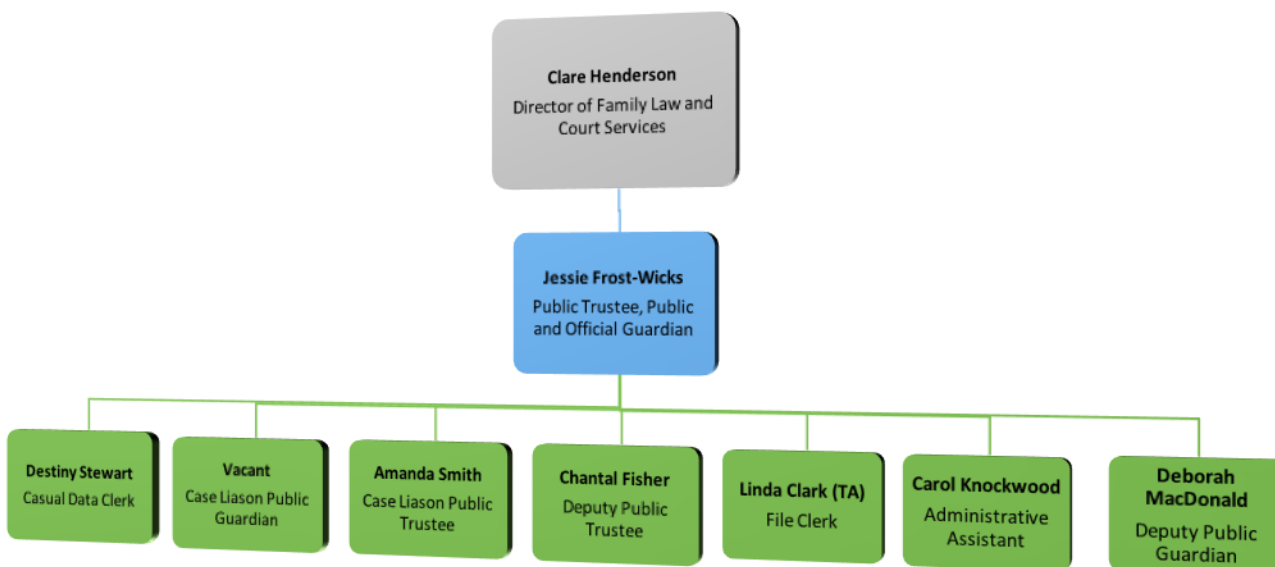 Clare Henderson
Director of Family Law and
Court Services
Jessie Frost-Wicks
Public Trustee, Public
and Official Guardian
Destiny Stewart
Casual Data Clerk
Vacant
Case Liason Public
Guardian
Amanda Smith
Case Liason Public
Trustee
Chantal Fisher
Deputy Public
Trustee
Linda Clark (TA)
File Clerk
Carol Knockwood
Administrative
Assistant
Deborah
MacDonald
Deputy Public
Guardian